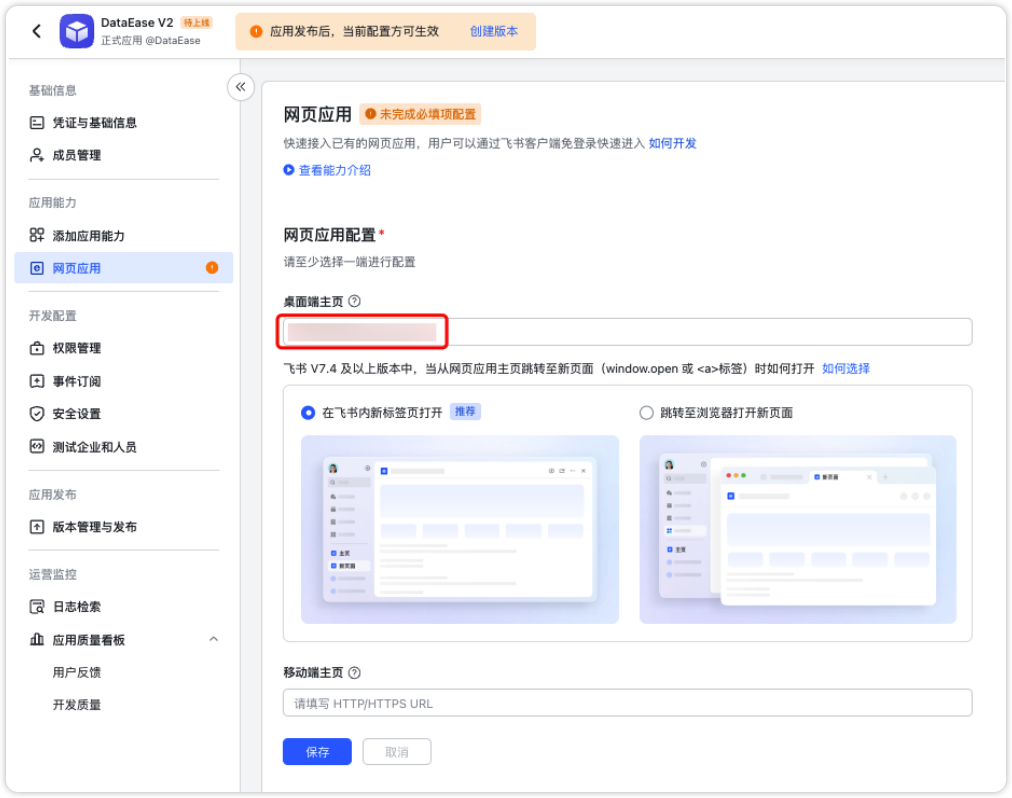 DataEase V2 待上线
正式应用 @DataEase
应用发布后，当前配置方可生效 创建版本
基础信息
凭证与基础信息
成员管理
应用能力
添加应用能力
网页应用
开发配置
权限管理
事件订阅
安全设置
测试企业和人员
应用发布
版本管理与发布
运营监控
日志检索
应用质量看板
用户反馈
开发质量
网页应用 未完成必填项配置
快速接入已有的网页应用，用户可以通过飞书客户端免登录快速进入 如何开发
查看能力介绍
网页应用配置*
请至少选择一端进行配置
桌面端主页
飞书 V7.4 及以上版本中，当从网页应用主页跳转至新页面（window.open 或 <a>标签）时如何打开 如何选择
在飞书内新标签页打开 推荐
主页
新页面
跳转至浏览器打开新页面
新页面
主页
移动端主页
请填写 HTTP/HTTPS URL
保存 取消